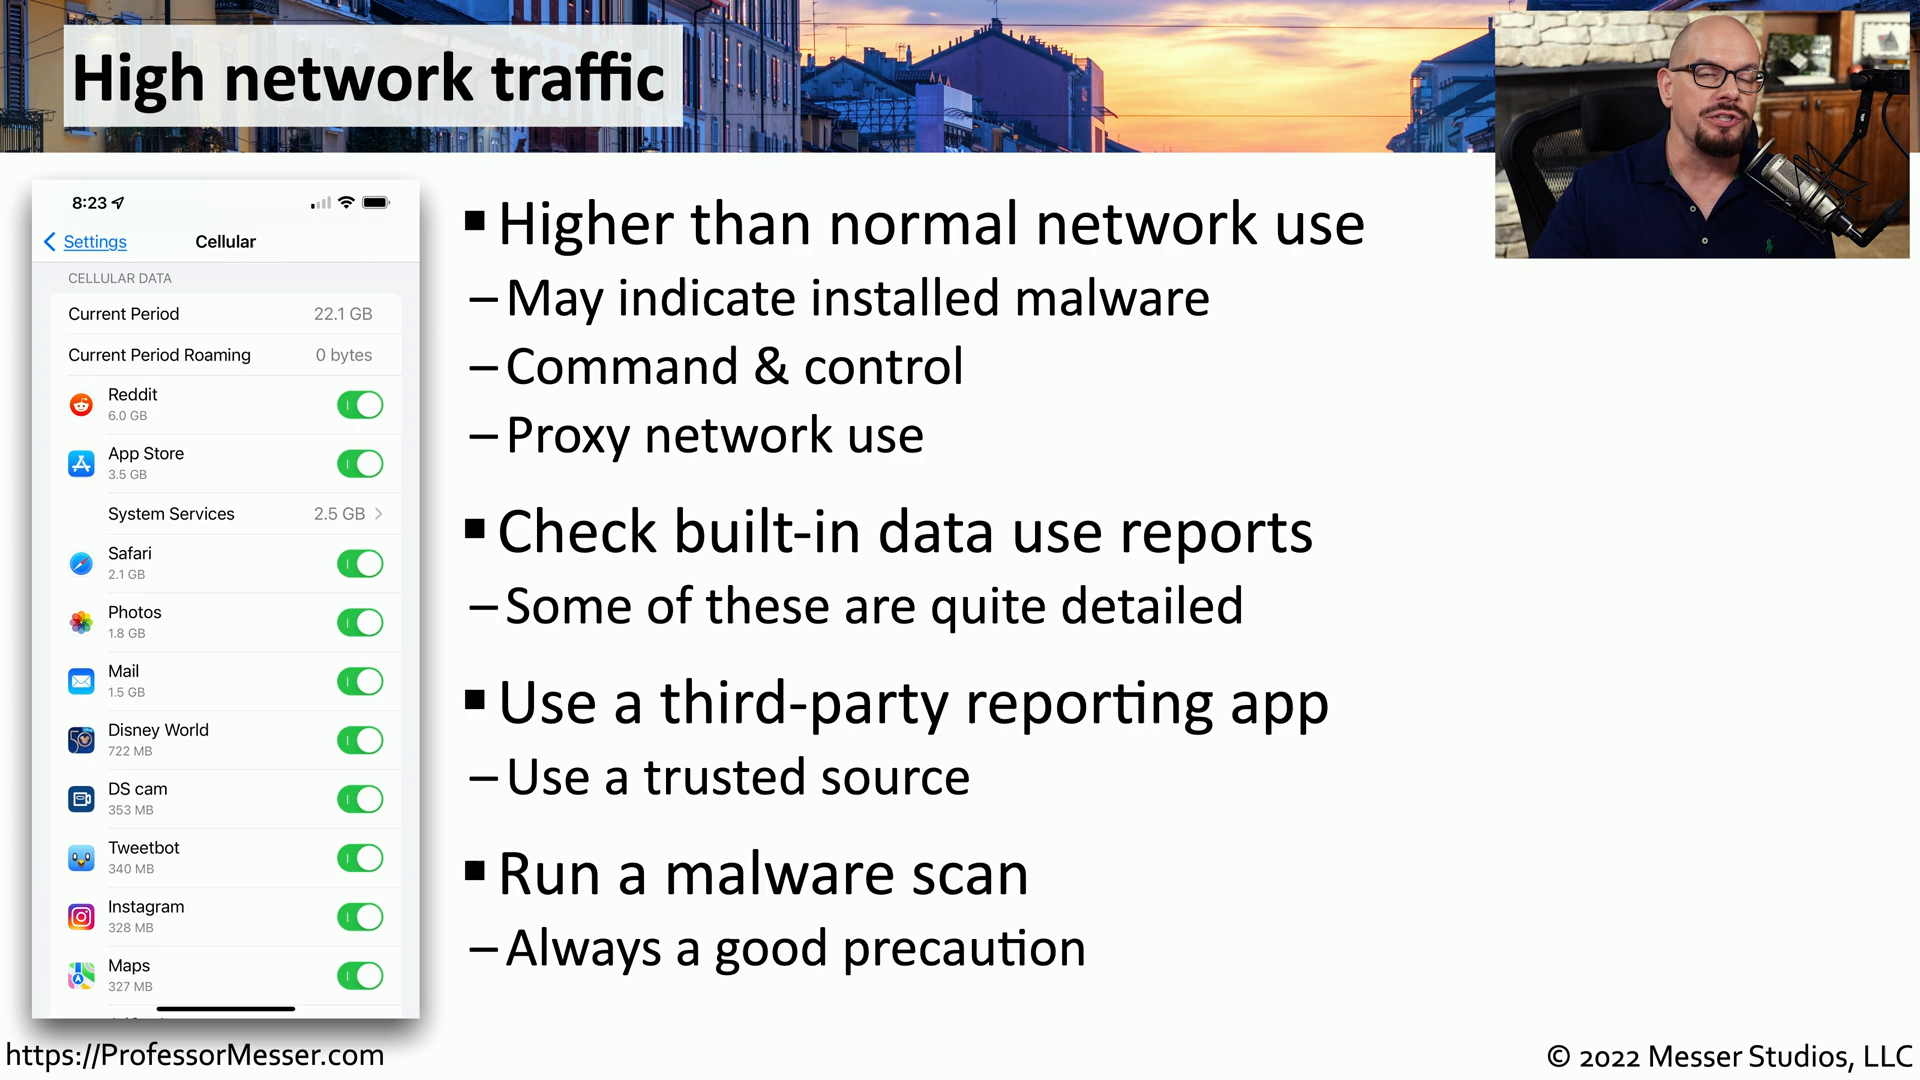 High network traffic
8:23
Settings
Cellular
CELLULAR DATA
Current Period 22.1 GB
Current Period Roaming 0 bytes
Reddit
6.0 GB
App Store
3.5 GB
System Services 2.5 GB
Safari
2.1 GB
Photos
1.8 GB
Mail
1.5 GB
Disney World
722 MB
DS cam
353 MB
Tweetbot
340 MB
Instagram
328 MB
Maps
327 MB
▪ Higher than normal network use
– May indicate installed malware
– Command & control
– Proxy network use
▪ Check built-in data use reports
– Some of these are quite detailed
▪ Use a third-party reporting app
– Use a trusted source
▪ Run a malware scan
– Always a good precaution
https://ProfessorMesser.com
© 2022 Messer Studios, LLC